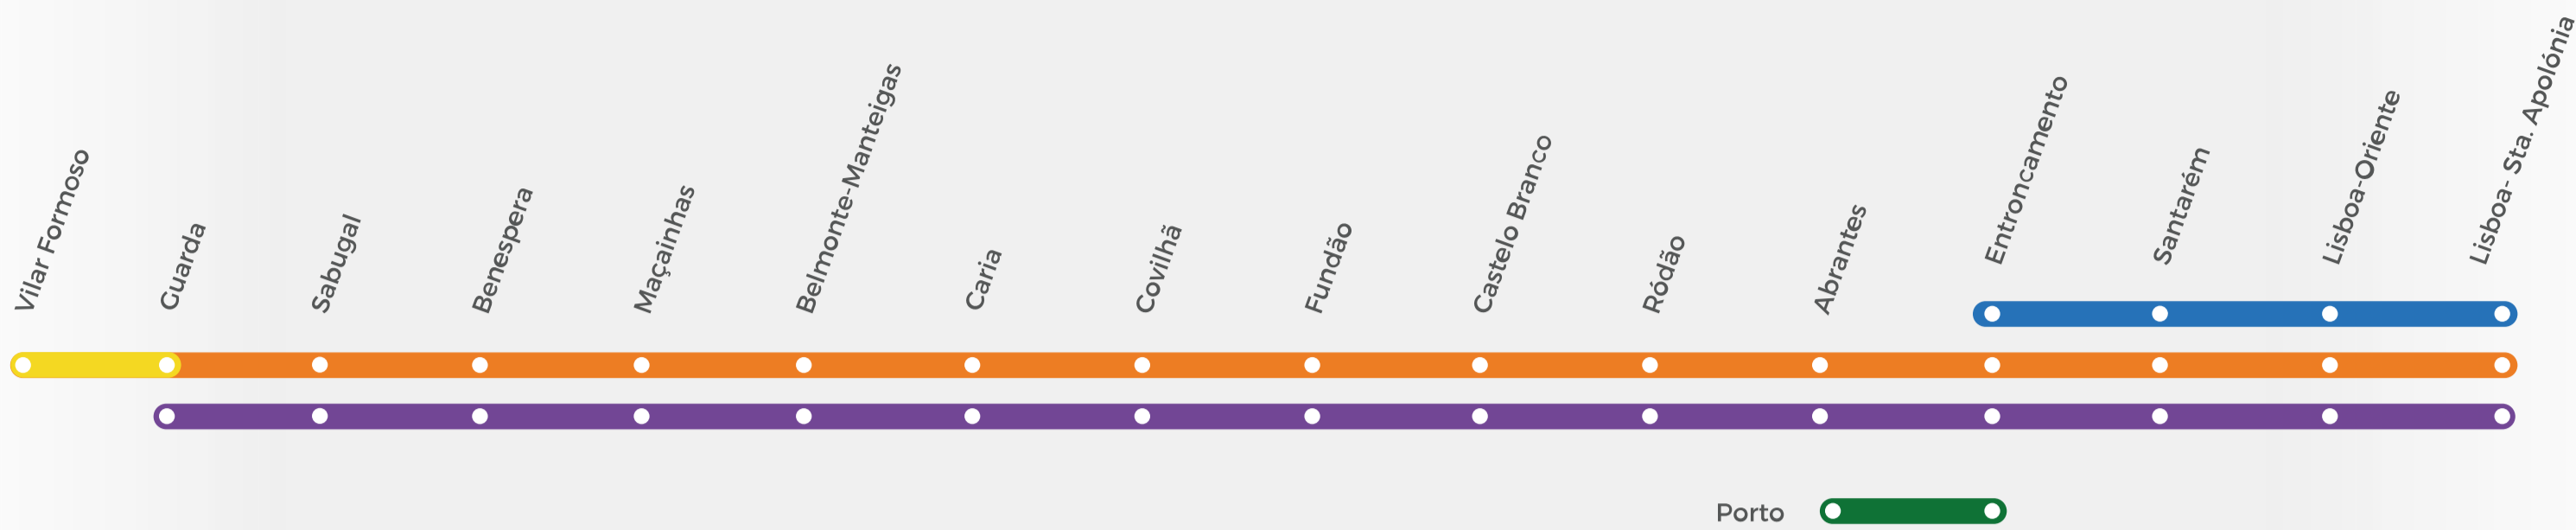 Vilar Formoso
Guarda
Sabugal
Benespera
Maçainhas
Belmonte-Manteigas
Caria
Covilhã
Fundão
Castelo Branco
Ródão
Abrantes
Entroncamento
Santarém
Lisboa-Oriente
Lisboa- Sta. Apolónia
Porto